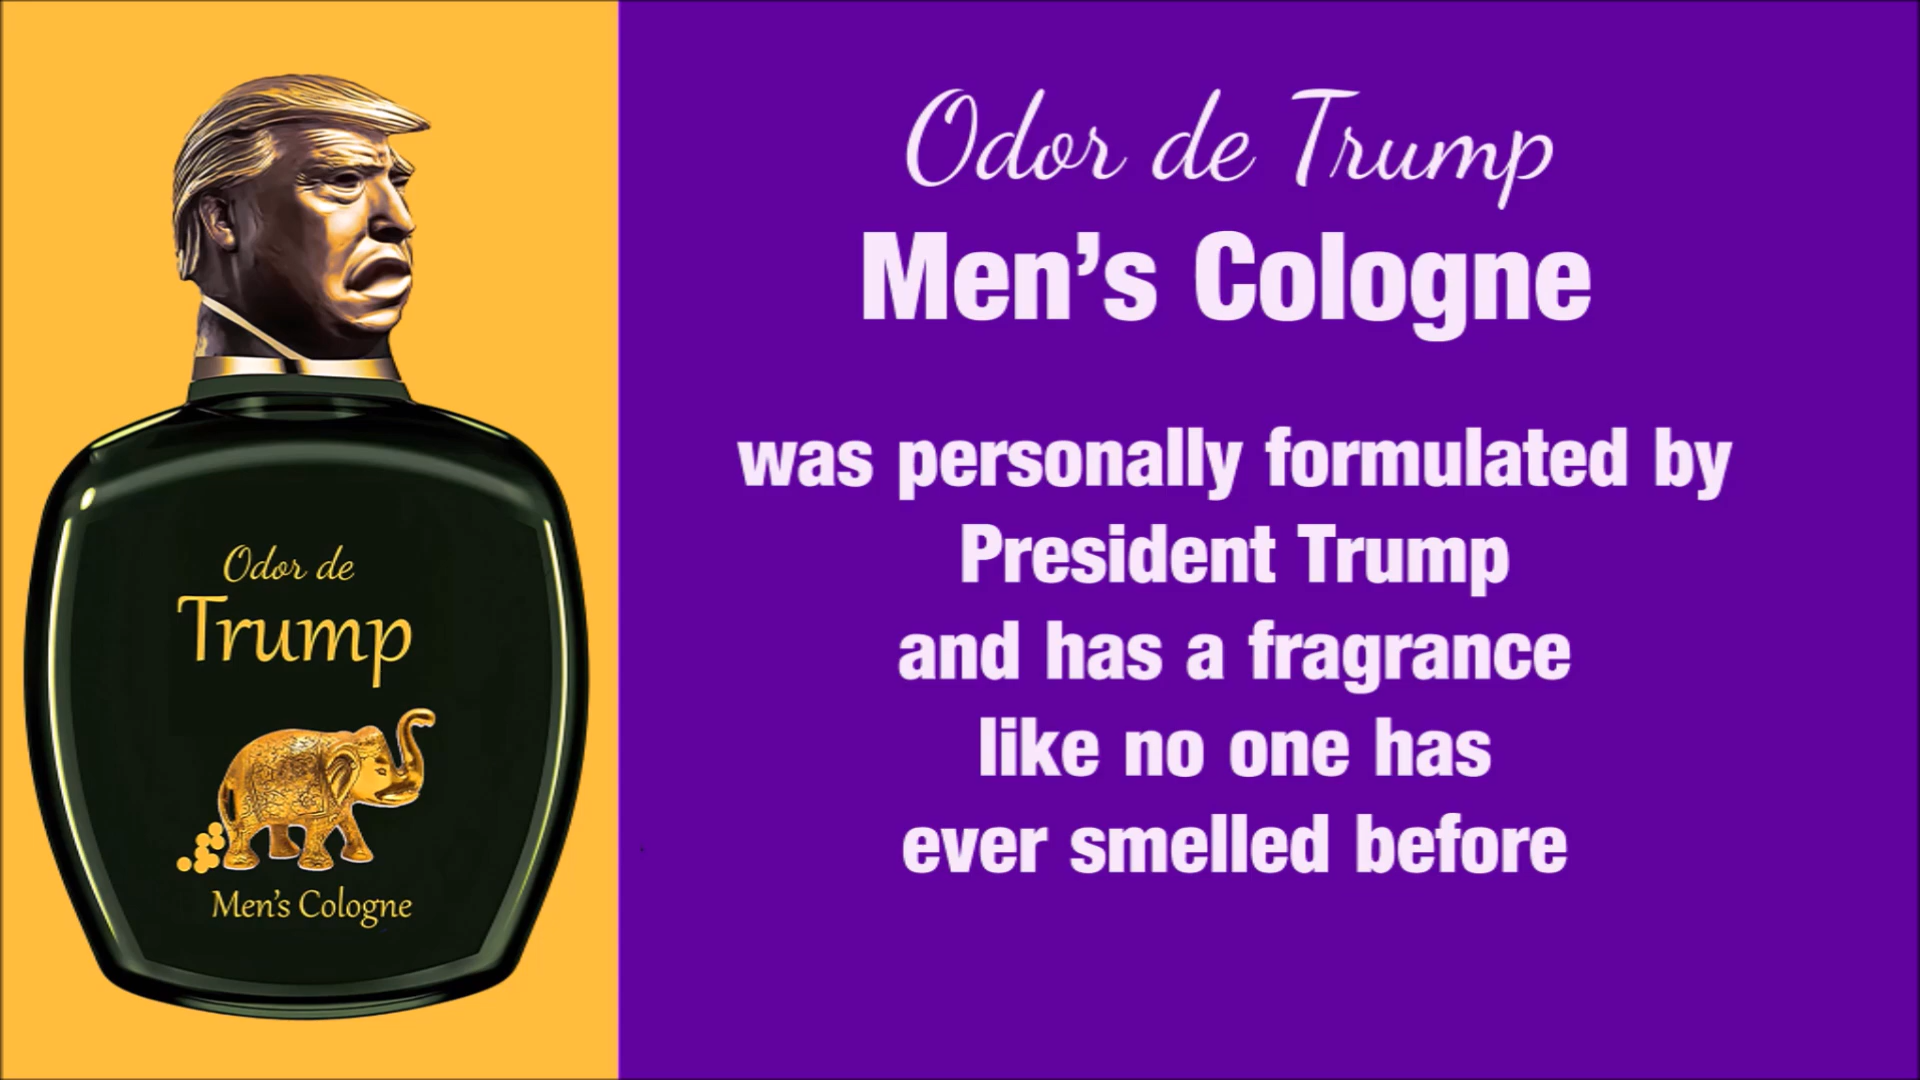 Odor de
Trump
Men's Cologne
Odor de Trump
Men's Cologne
was personally formulated by
President Trump
and has a fragrance
like no one has
ever smelled before